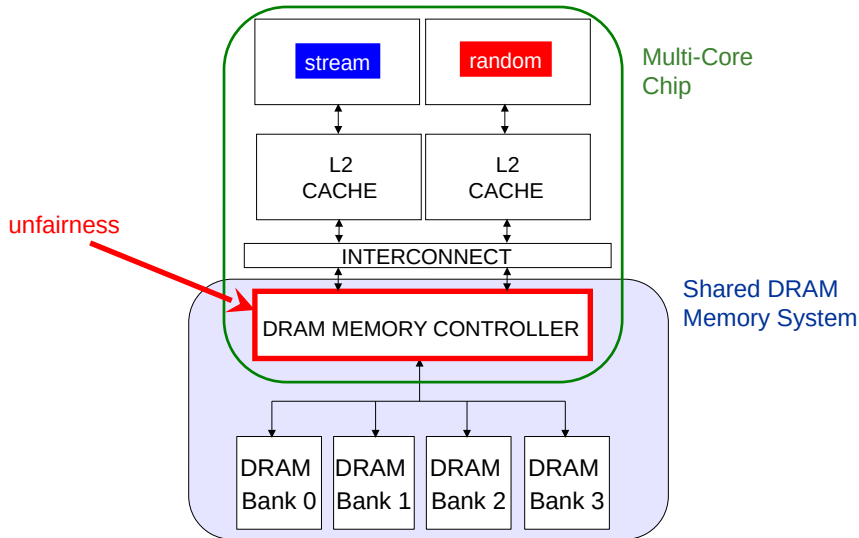 stream
random
Multi-Core
Chip
L2
CACHE
L2
CACHE
unfairness
INTERCONNECT
Shared DRAM
Memory System
DRAM MEMORY CONTROLLER
DRAM
Bank 0
DRAM
Bank 1
DRAM
Bank 2
DRAM
Bank 3